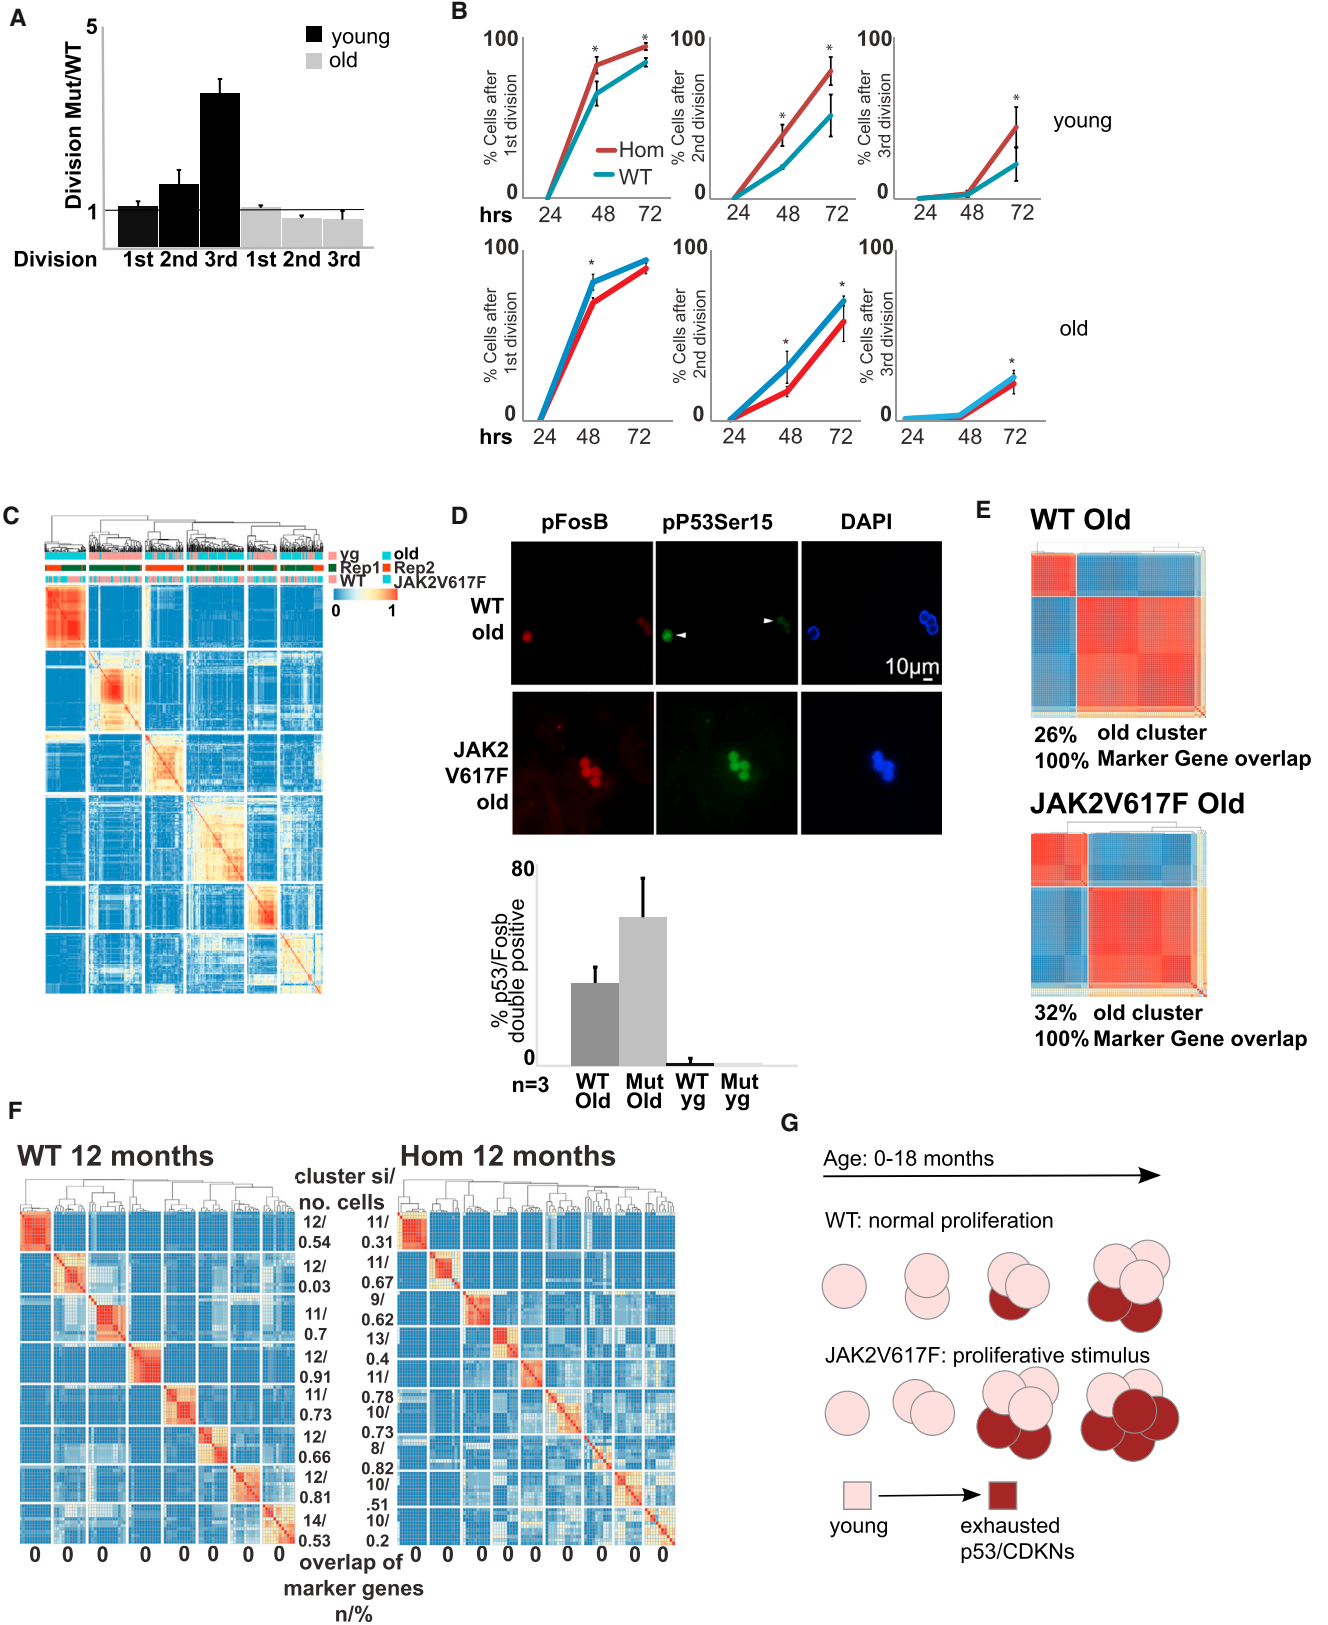 A
5
Division Mut/WT
1
young
old
Division 1st 2nd 3rd 1st 2nd 3rd
B
100
% Cells after
1st division
0
Hom
WT
hrs 24 48 72
100
% Cells after
2nd division
0
24 48 72
100
% Cells after
3rd division
0
24 48 72
young
* * * * *
100
% Cells after
1st division
0
hrs 24 48 72
100
% Cells after
2nd division
0
24 48 72
100
% Cells after
3rd division
0
24 48 72
old
* * * *
C
yg old
Rep1 Rep2
WT JAK2V617F
0 1
D
pFosB pP53Ser15 DAPI
WT
old
10µm
JAK2
V617F
old
80
% p53/Fosb
double positive
0
n=3
WT Mut WT Mut
Old Old yg yg
E
WT Old
26% old cluster
100% Marker Gene overlap
JAK2V617F Old
32% old cluster
100% Marker Gene overlap
F
WT 12 months
Hom 12 months
cluster si/
no. cells
12/ 11/
0.54 0.31
12/ 11/
0.03 0.67
11/ 9/
0.7 0.62
12/ 13/
0.91 0.4
11/ 11/
0.73 0.78
12/ 10/
0.66 0.73
12/ 8/
0.81 0.82
14/ 10/
0.53 .51
10/
0.2
0 0 0 0 0 0 0 0
0 0 0 0 0 0 0 0 0
overlap of
marker genes
n/%
G
Age: 0-18 months
WT: normal proliferation
JAK2V617F: proliferative stimulus
young
exhausted
p53/CDKNs